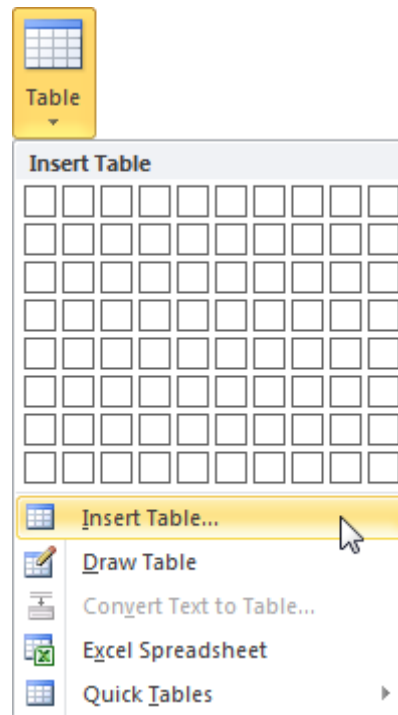 Table
Insert Table
Insert Table...
Draw Table
Convert Text to Table...
Excel Spreadsheet
Quick Tables